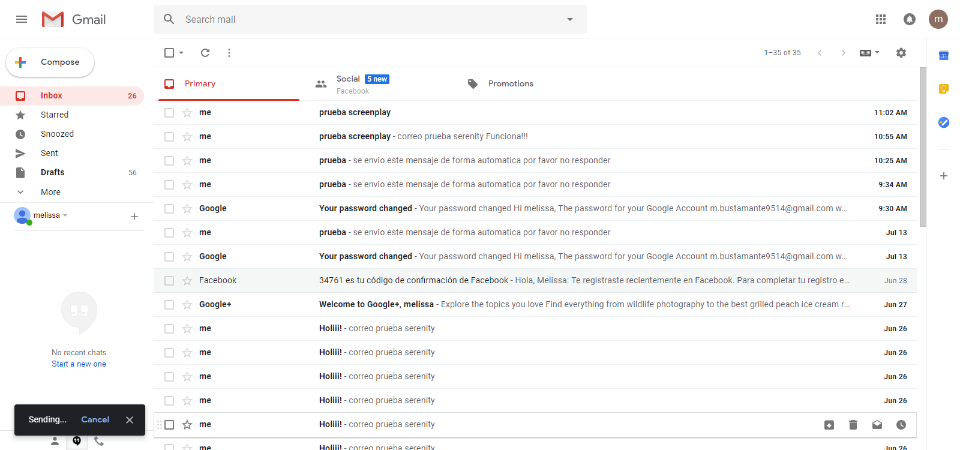 Gmail
Search mail
m
Compose
1–35 of 35
31
Primary
Social 5 new
Facebook
Promotions
Inbox 26
Starred
Snoozed
Sent
Drafts 56
More
melissa
No recent chats
Start a new one
me prueba screenplay 11:02 AM
me prueba screenplay - correo prueba serenity Funciona!!! 10:55 AM
me prueba - se envio este mensaje de forma automatica por favor no responder 10:25 AM
me prueba - se envio este mensaje de forma automatica por favor no responder 9:34 AM
Google Your password changed - Your password changed Hi melissa, The password for your Google Account m.bustamante9514@gmail.com w... 9:30 AM
me prueba - se envio este mensaje de forma automatica por favor no responder Jul 13
Google Your password changed - Your password changed Hi melissa, The password for your Google Account m.bustamante9514@gmail.com w... Jul 13
Facebook 34761 es tu código de confirmación de Facebook - Hola, Melissa: Te registraste recientemente en Facebook. Para completar tu registro e... Jun 28
Google+ Welcome to Google+, melissa - Explore the topics you love Find everything from wildlife photography to the best grilled peach ice cream r... Jun 27
me Holiii! - correo prueba serenity Jun 26
me Holiii! - correo prueba serenity Jun 26
me Holiii! - correo prueba serenity Jun 26
me Holiii! - correo prueba serenity Jun 26
me Holiii! - correo prueba serenity
me Holiii! - correo prueba serenity Jun 26
Sending... Cancel